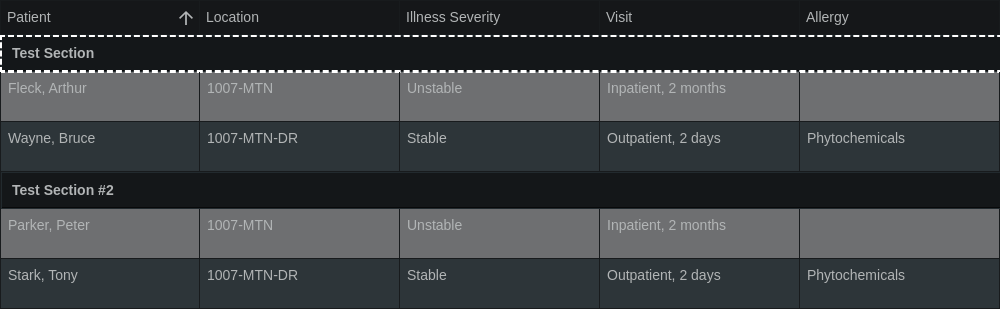 Patient Location Illness Severity Visit Allergy
Test Section
Fleck, Arthur 1007-MTN Unstable Inpatient, 2 months
Wayne, Bruce 1007-MTN-DR Stable Outpatient, 2 days Phytochemicals
Test Section #2
Parker, Peter 1007-MTN Unstable Inpatient, 2 months
Stark, Tony 1007-MTN-DR Stable Outpatient, 2 days Phytochemicals